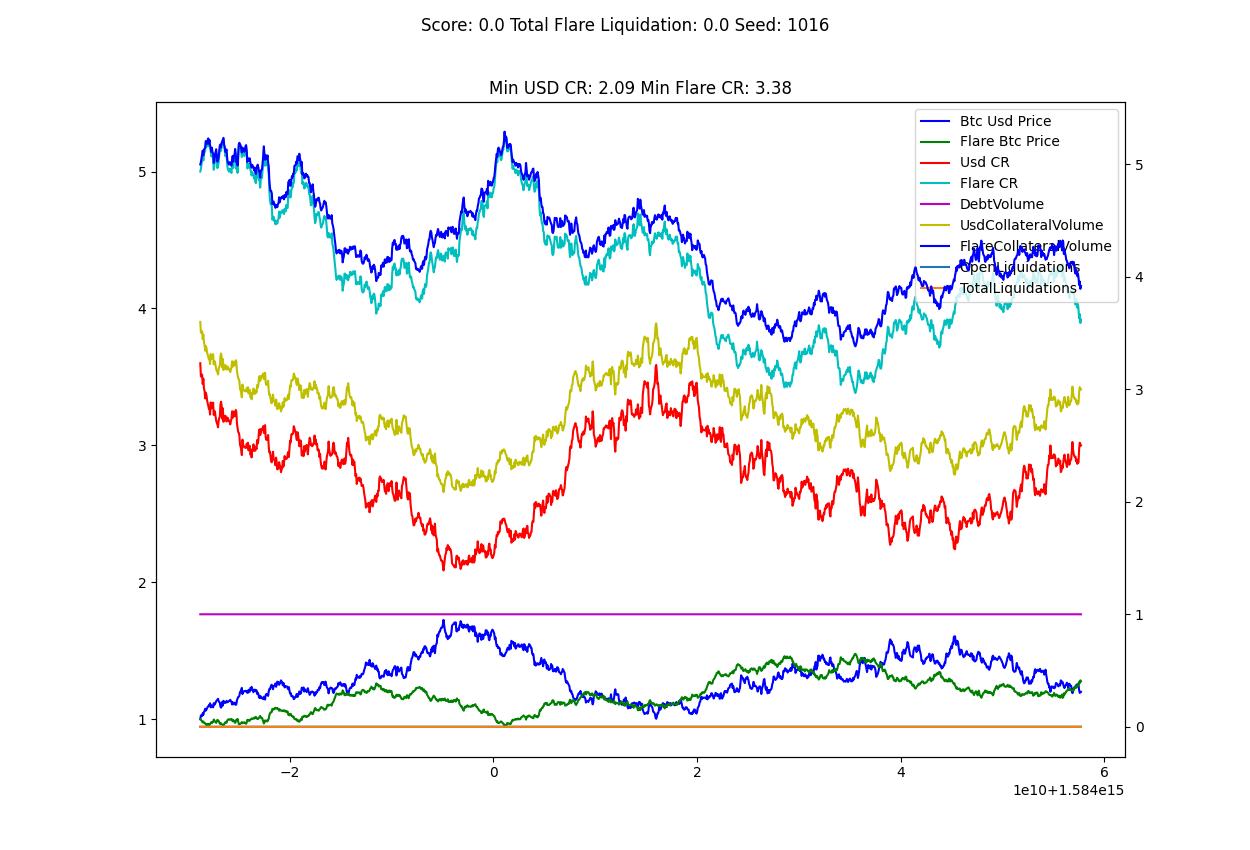 Score: 0.0 Total Flare Liquidation: 0.0 Seed: 1016
Min USD CR: 2.09 Min Flare CR: 3.38
Btc Usd Price
Flare Btc Price
Usd CR
Flare CR
DebtVolume
UsdCollateralVolume
FlareCollateralVolume
OpenLiquidations
TotalLiquidations
5
4
3
2
1
5
4
3
2
1
0
−2 0 2 4 6
1e10+1.584e15